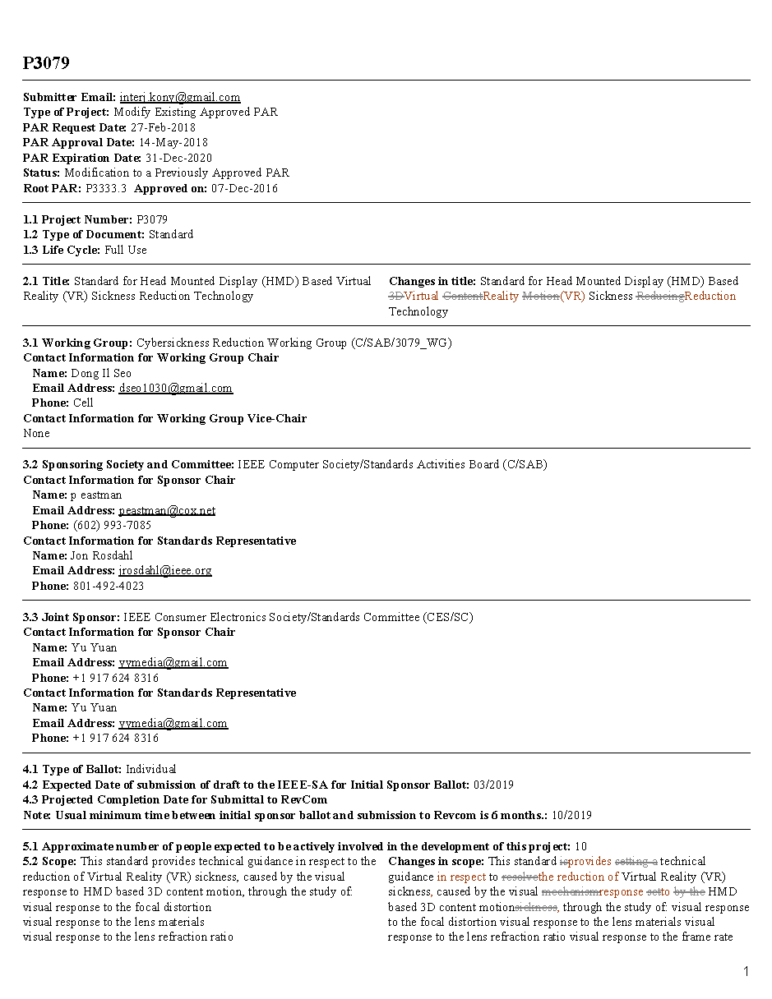 P3079
Submitter Email: interj.kony@gmail.com
Type of Project: Modify Existing Approved PAR
PAR Request Date: 27-Feb-2018
PAR Approval Date: 14-May-2018
PAR Expiration Date: 31-Dec-2020
Status: Modification to a Previously Approved PAR
Root PAR: P3333.3 Approved on: 07-Dec-2016
1.1 Project Number: P3079
1.2 Type of Document: Standard
1.3 Life Cycle: Full Use
2.1 Title: Standard for Head Mounted Display (HMD) Based Virtual
Reality (VR) Sickness Reduction Technology
Changes in title: Standard for Head Mounted Display (HMD) Based
3DVirtual ContentReality Motion(VR) Sickness ReducingReduction
Technology
3.1 Working Group: Cybersickness Reduction Working Group (C/SAB/3079_WG)
Contact Information for Working Group Chair
Name: Dong Il Seo
Email Address: dseo1030@gmail.com
Phone: Cell
Contact Information for Working Group Vice-Chair
None
3.2 Sponsoring Society and Committee: IEEE Computer Society/Standards Activities Board (C/SAB)
Contact Information for Sponsor Chair
Name: p eastman
Email Address: peastman@cox.net
Phone: (602) 993-7085
Contact Information for Standards Representative
Name: Jon Rosdahl
Email Address: jrosdahl@ieee.org
Phone: 801-492-4023
3.3 Joint Sponsor: IEEE Consumer Electronics Society/Standards Committee (CES/SC)
Contact Information for Sponsor Chair
Name: Yu Yuan
Email Address: yymedia@gmail.com
Phone: +1 917 624 8316
Contact Information for Standards Representative
Name: Yu Yuan
Email Address: yymedia@gmail.com
Phone: +1 917 624 8316
4.1 Type of Ballot: Individual
4.2 Expected Date of submission of draft to the IEEE-SA for Initial Sponsor Ballot: 03/2019
4.3 Projected Completion Date for Submittal to RevCom
Note: Usual minimum time between initial sponsor ballot and submission to Revcom is 6 months.: 10/2019
5.1 Approximate number of people expected to be actively involved in the development of this project: 10
5.2 Scope: This standard provides technical guidance in respect to the
reduction of Virtual Reality (VR) sickness, caused by the visual
response to HMD based 3D content motion, through the study of:
visual response to the focal distortion
visual response to the lens materials
visual response to the lens refraction ratio
Changes in scope: This standard isprovides setting a technical
guidance in respect to resolvethe reduction of Virtual Reality (VR)
sickness, caused by the visual mechanismresponse setto by the HMD
based 3D content motionsickness, through the study of: visual response
to the focal distortion visual response to the lens materials visual
response to the lens refraction ratio visual response to the frame rate
1